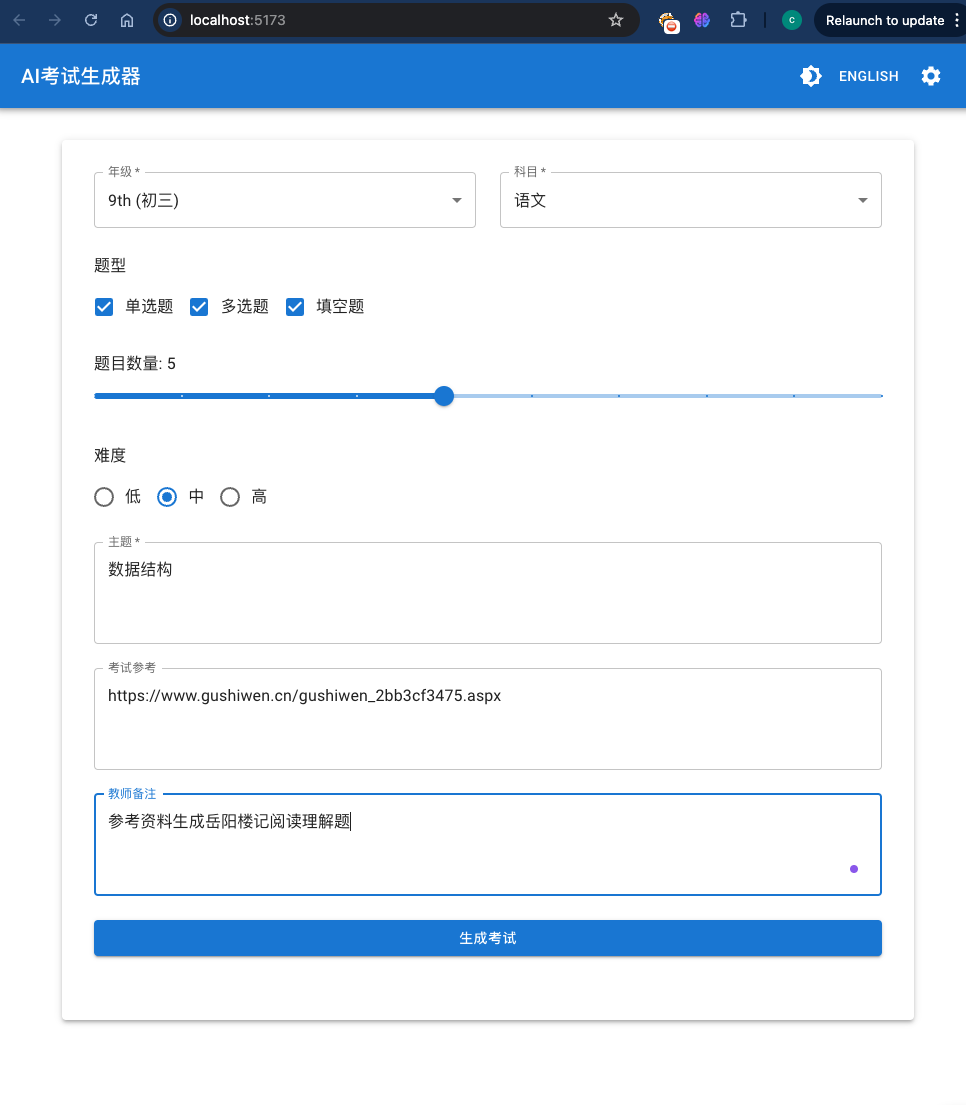 localhost:5173
C
Relaunch to update
AI考试生成器
ENGLISH
年级 *
科目 *
9th (初三)
语文
题型
单选题
多选题
填空题
题目数量: 5
难度
低
中
高
主题 *
数据结构
考试参考
https://www.gushiwen.cn/gushiwen_2bb3cf3475.aspx
教师备注
参考资料生成岳阳楼记阅读理解题
生成考试